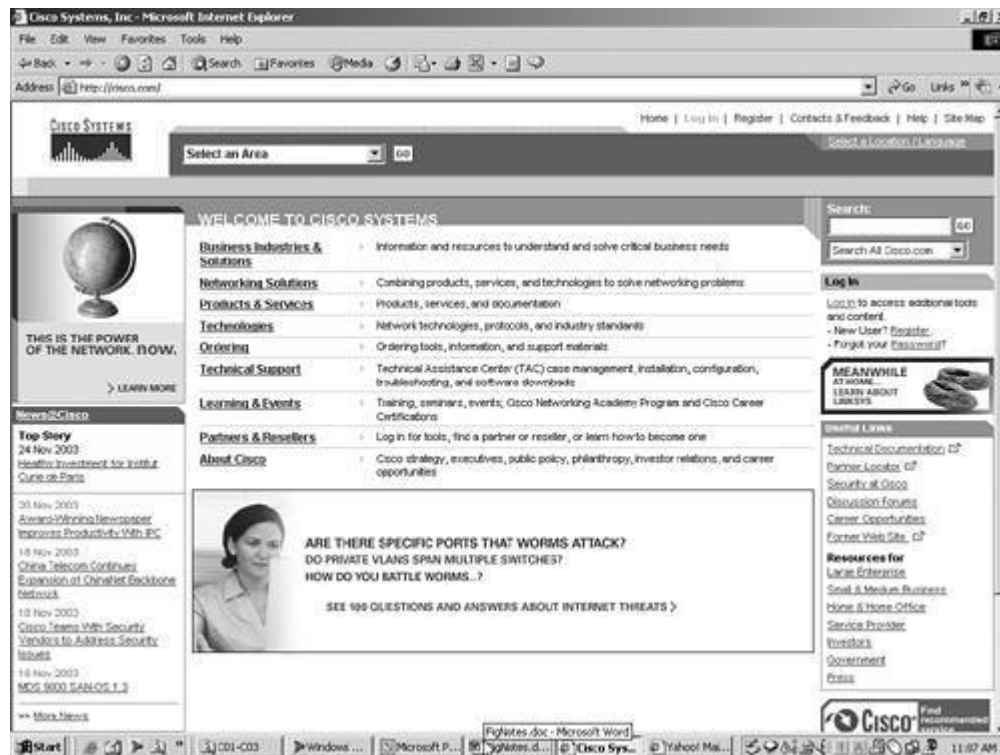 Cisco Systems, Inc - Microsoft Internet Explorer
File Edit View Favorites Tools Help
Back Search Favorites Media
Address http://cisco.com/ Go Links
CISCO SYSTEMS
Home | Log In | Register | Contacts & Feedback | Help | Site Map
Select an Area GO
Select a Location / Language
THIS IS THE POWER
OF THE NETWORK. now.
> LEARN MORE
News@Cisco
Top Story
24 Nov 2003
Healthy Investment for Institut
Curie de Paris
20 Nov 2003
Award-Winning Newspaper
Improves Productivity With IPC
18 Nov 2003
China Telecom Continues
Expansion of ChinaNet Backbone
Network
18 Nov 2003
Cisco Teams With Security
Vendors to Address Security
Issues
18 Nov 2003
MDS 9000 SAN-OS 1.3
>> More News
WELCOME TO CISCO SYSTEMS
Business Industries & Information and resources to understand and solve critical business needs
Solutions
Networking Solutions Combining products, services, and technologies to solve networking problems
Products & Services Products, services, and documentation
Technologies Network technologies, protocols, and industry standards
Ordering Ordering tools, information, and support materials
Technical Support Technical Assistance Center (TAC) case management, installation, configuration,
troubleshooting, and software downloads
Learning & Events Training, seminars, events; Cisco Networking Academy Program and Cisco Career
Certifications
Partners & Resellers Log in for tools, find a partner or reseller, or learn how to become one
About Cisco Cisco strategy, executives, public policy, philanthropy, investor relations, and career
opportunities
ARE THERE SPECIFIC PORTS THAT WORMS ATTACK?
DO PRIVATE VLANS SPAN MULTIPLE SWITCHES?
HOW DO YOU BATTLE WORMS..?
SEE 100 QUESTIONS AND ANSWERS ABOUT INTERNET THREATS >
Search:
GO
Search All Cisco.com
Log In
Log In to access additional tools
and content.
- New User? Register.
- Forgot your Password?
MEANWHILE
AT HOME...
LEARN ABOUT
LINKSYS
Useful Links
Technical Documentation
Partner Locator
Security at Cisco
Discussion Forums
Career Opportunities
Former Web Site
Resources for
Large Enterprise
Small & Medium Business
Home & Home Office
Service Provider
Investors
Government
Press
CISCO Find
recommended
FigNotes.doc - Microsoft Word
Start C01-C03 Windows ... Microsoft P... FigNotes.d... Cisco Sys... Yahoo! Ma...